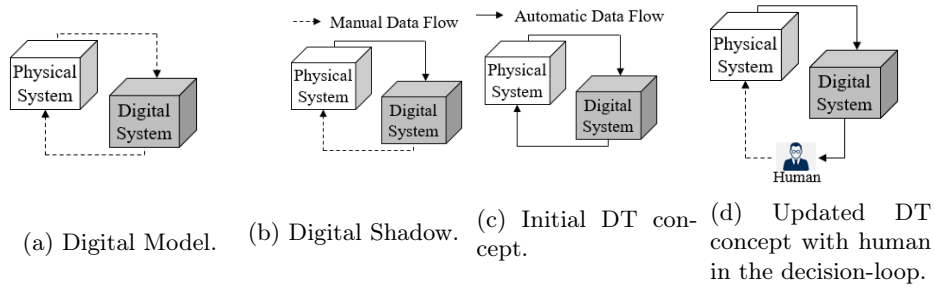 Manual Data Flow
Automatic Data Flow
Physical
System
Digital
System
Physical
System
Digital
System
Physical
System
Digital
System
Physical
System
Digital
System
Human
(a) Digital Model.
(b) Digital Shadow.
(c) Initial DT con-
cept.
(d) Updated DT
concept with human
in the decision-loop.